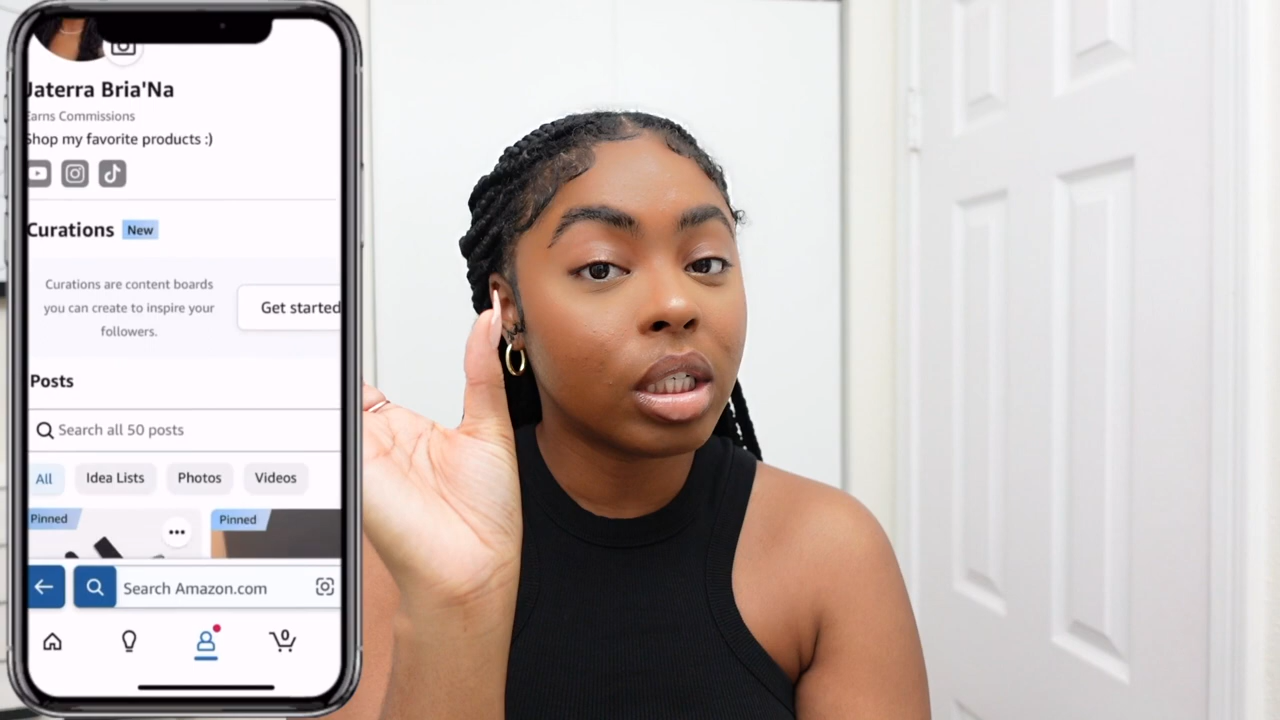 Jaterra Bria'Na
Earns Commissions
Shop my favorite products :)
Curations New
Curations are content boards
you can create to inspire your
followers.
Get started
Posts
Search all 50 posts
All Idea Lists Photos Videos
Pinned Pinned
Search Amazon.com
0